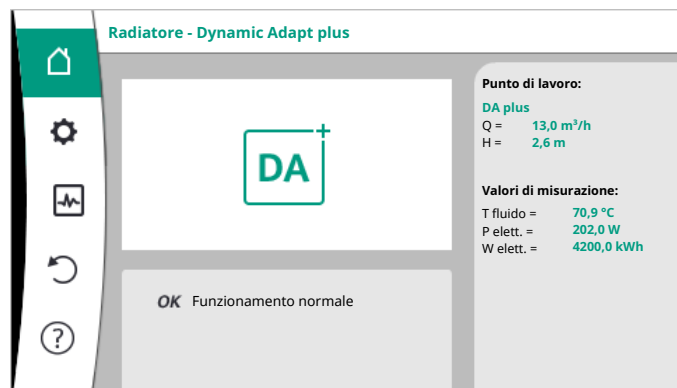 Radiatore - Dynamic Adapt plus
DA+
OK Funzionamento normale
Punto di lavoro:
DA plus
Q = 13,0 m³/h
H = 2,6 m
Valori di misurazione:
T fluido = 70,9 °C
P elett. = 202,0 W
W elett. = 4200,0 kWh
?